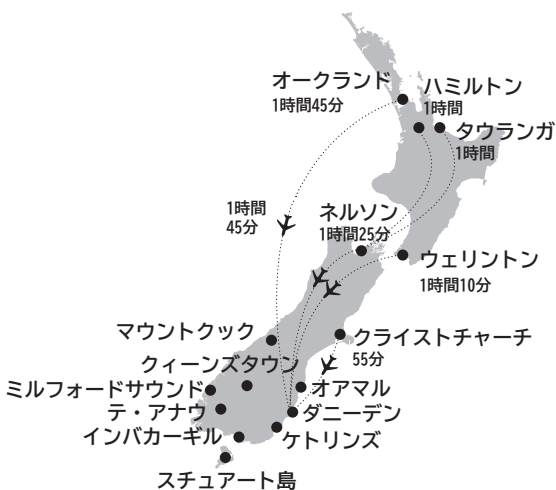 オークランド
1時間45分
ハミルトン
1時間
タウランガ
1時間
1時間
45分
ネルソン
1時間25分
ウェリントン
1時間10分
マウントクック
クライストチャーチ
55分
クィーンズタウン
ミルフォードサウンド
オアマル
テ・アナウ
ダニーデン
インバカーギル
ケトリンズ
スチュアート島